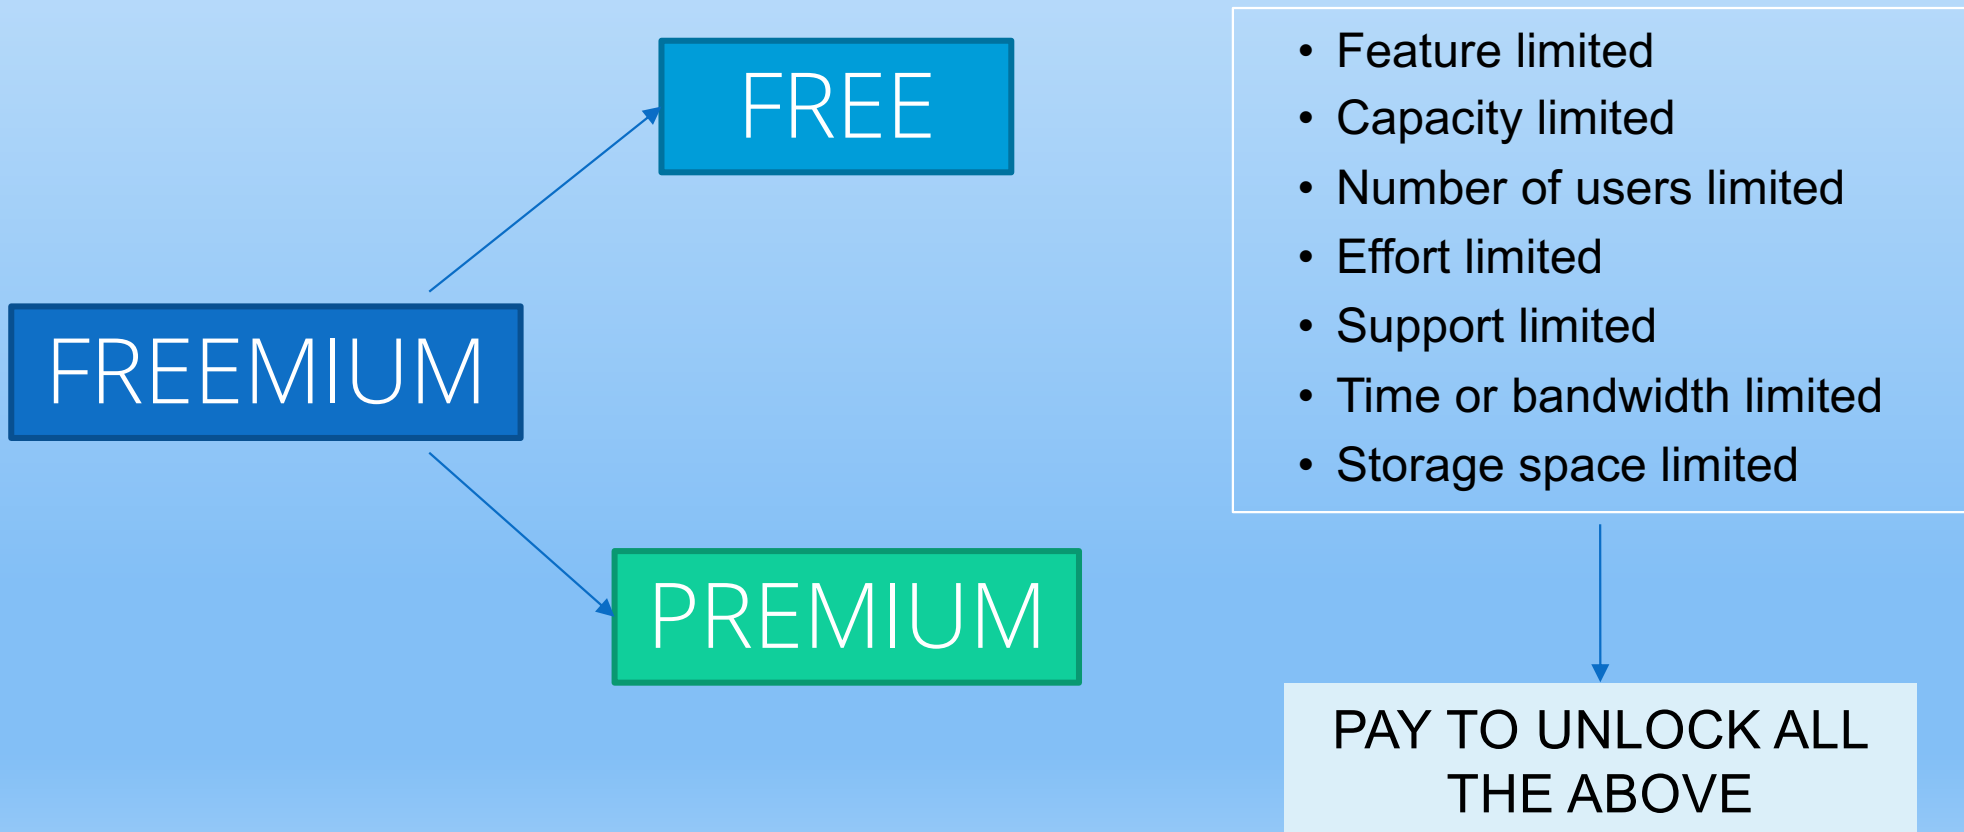 FREE
FREEMIUM
PREMIUM
• Feature limited
• Capacity limited
• Number of users limited
• Effort limited
• Support limited
• Time or bandwidth limited
• Storage space limited
PAY TO UNLOCK ALL
THE ABOVE